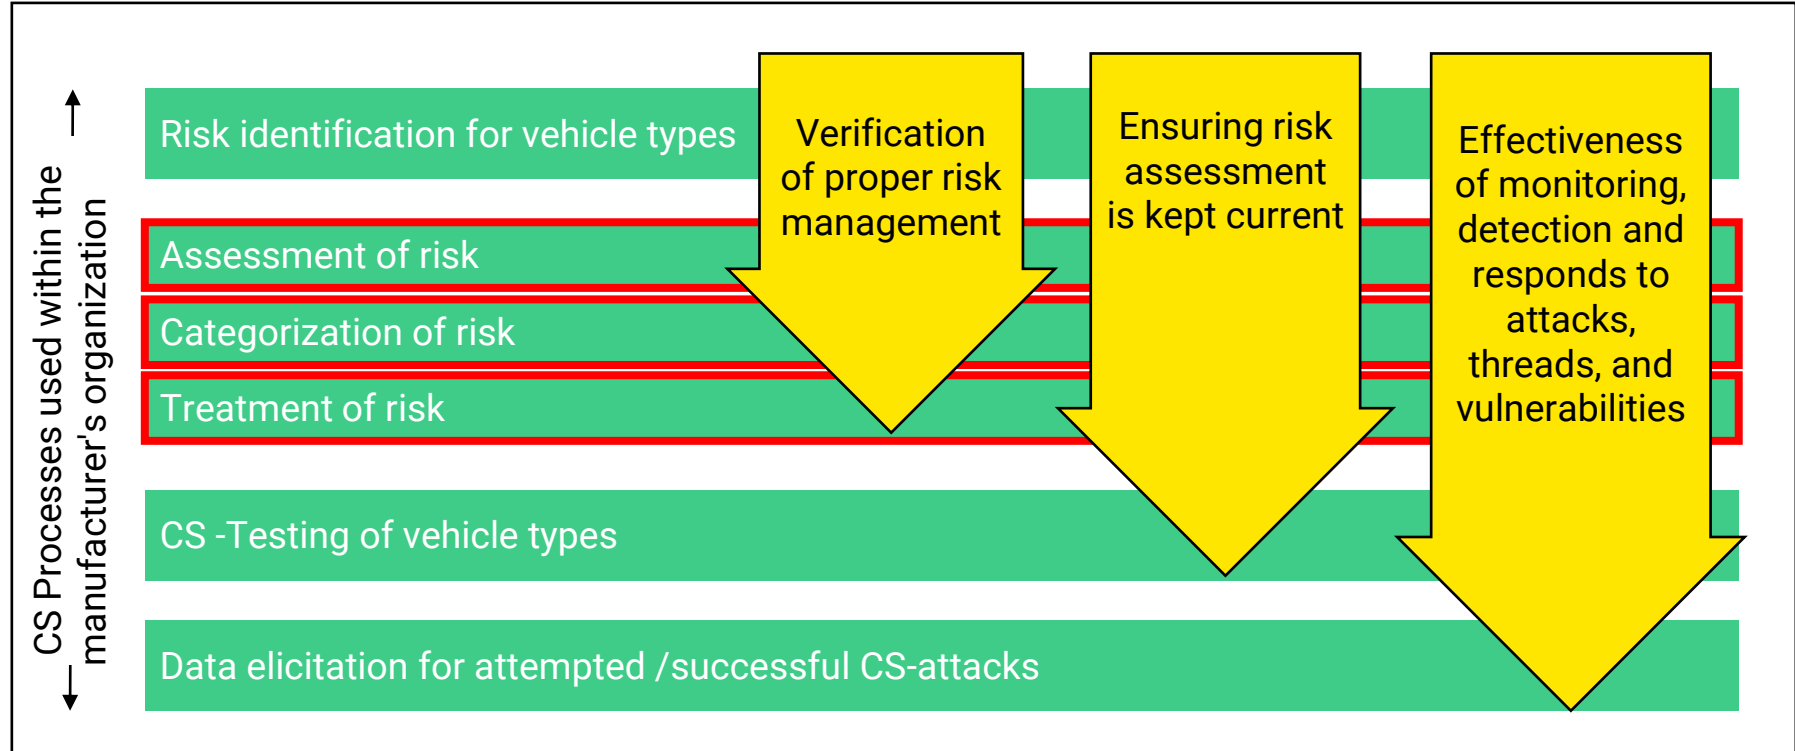 CS Processes used within the
manufacturer's organization
Risk identification for vehicle types
Assessment of risk
Categorization of risk
Treatment of risk
CS -Testing of vehicle types
Data elicitation for attempted /successful CS-attacks
Verification
of proper risk
management
Ensuring risk
assessment
is kept current
Effectiveness
of monitoring,
detection and
responds to
attacks,
threads, and
vulnerabilities